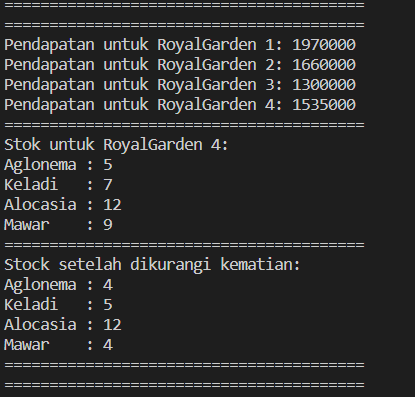 ========================================
========================================
Pendapatan untuk RoyalGarden 1: 1970000
Pendapatan untuk RoyalGarden 2: 1660000
Pendapatan untuk RoyalGarden 3: 1300000
Pendapatan untuk RoyalGarden 4: 1535000
========================================
Stok untuk RoyalGarden 4:
Aglonema : 5
Keladi   : 7
Alocasia : 12
Mawar    : 9
========================================
Stock setelah dikurangi kematian:
Aglonema : 4
Keladi   : 5
Alocasia : 12
Mawar    : 4
========================================
========================================